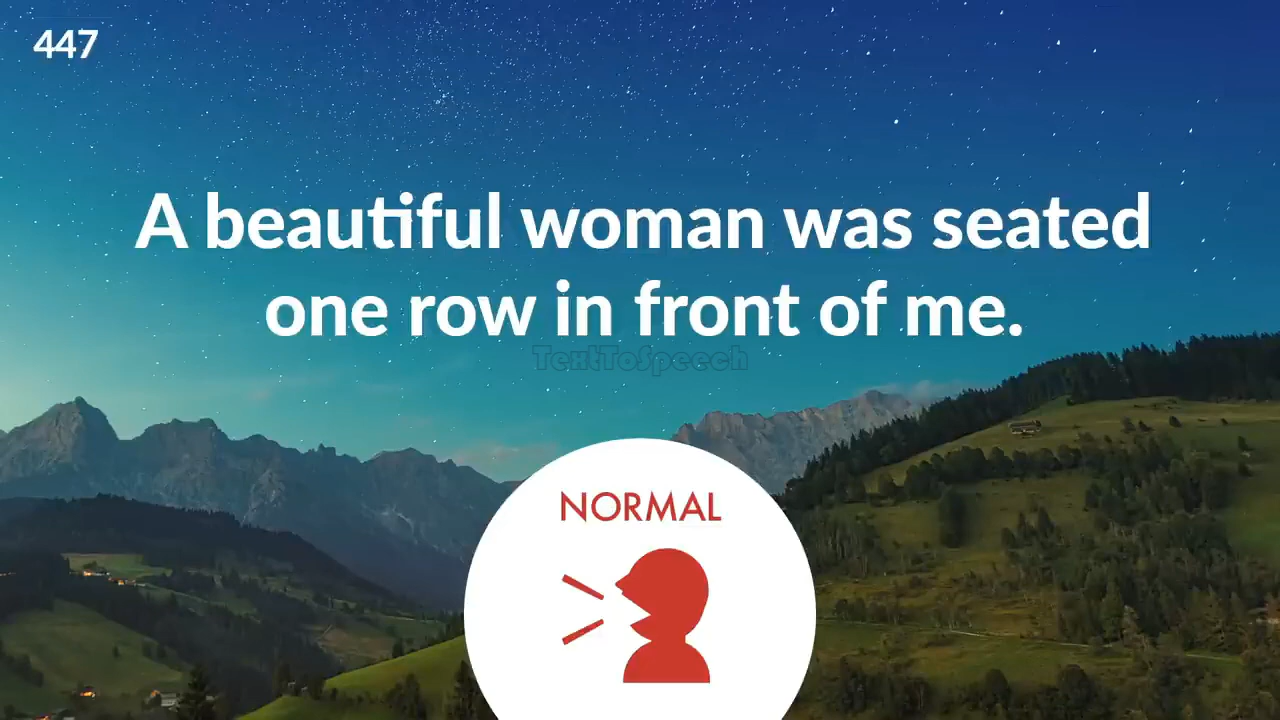 447
A beautiful woman was seated
one row in front of me.
TextToSpeech
NORMAL